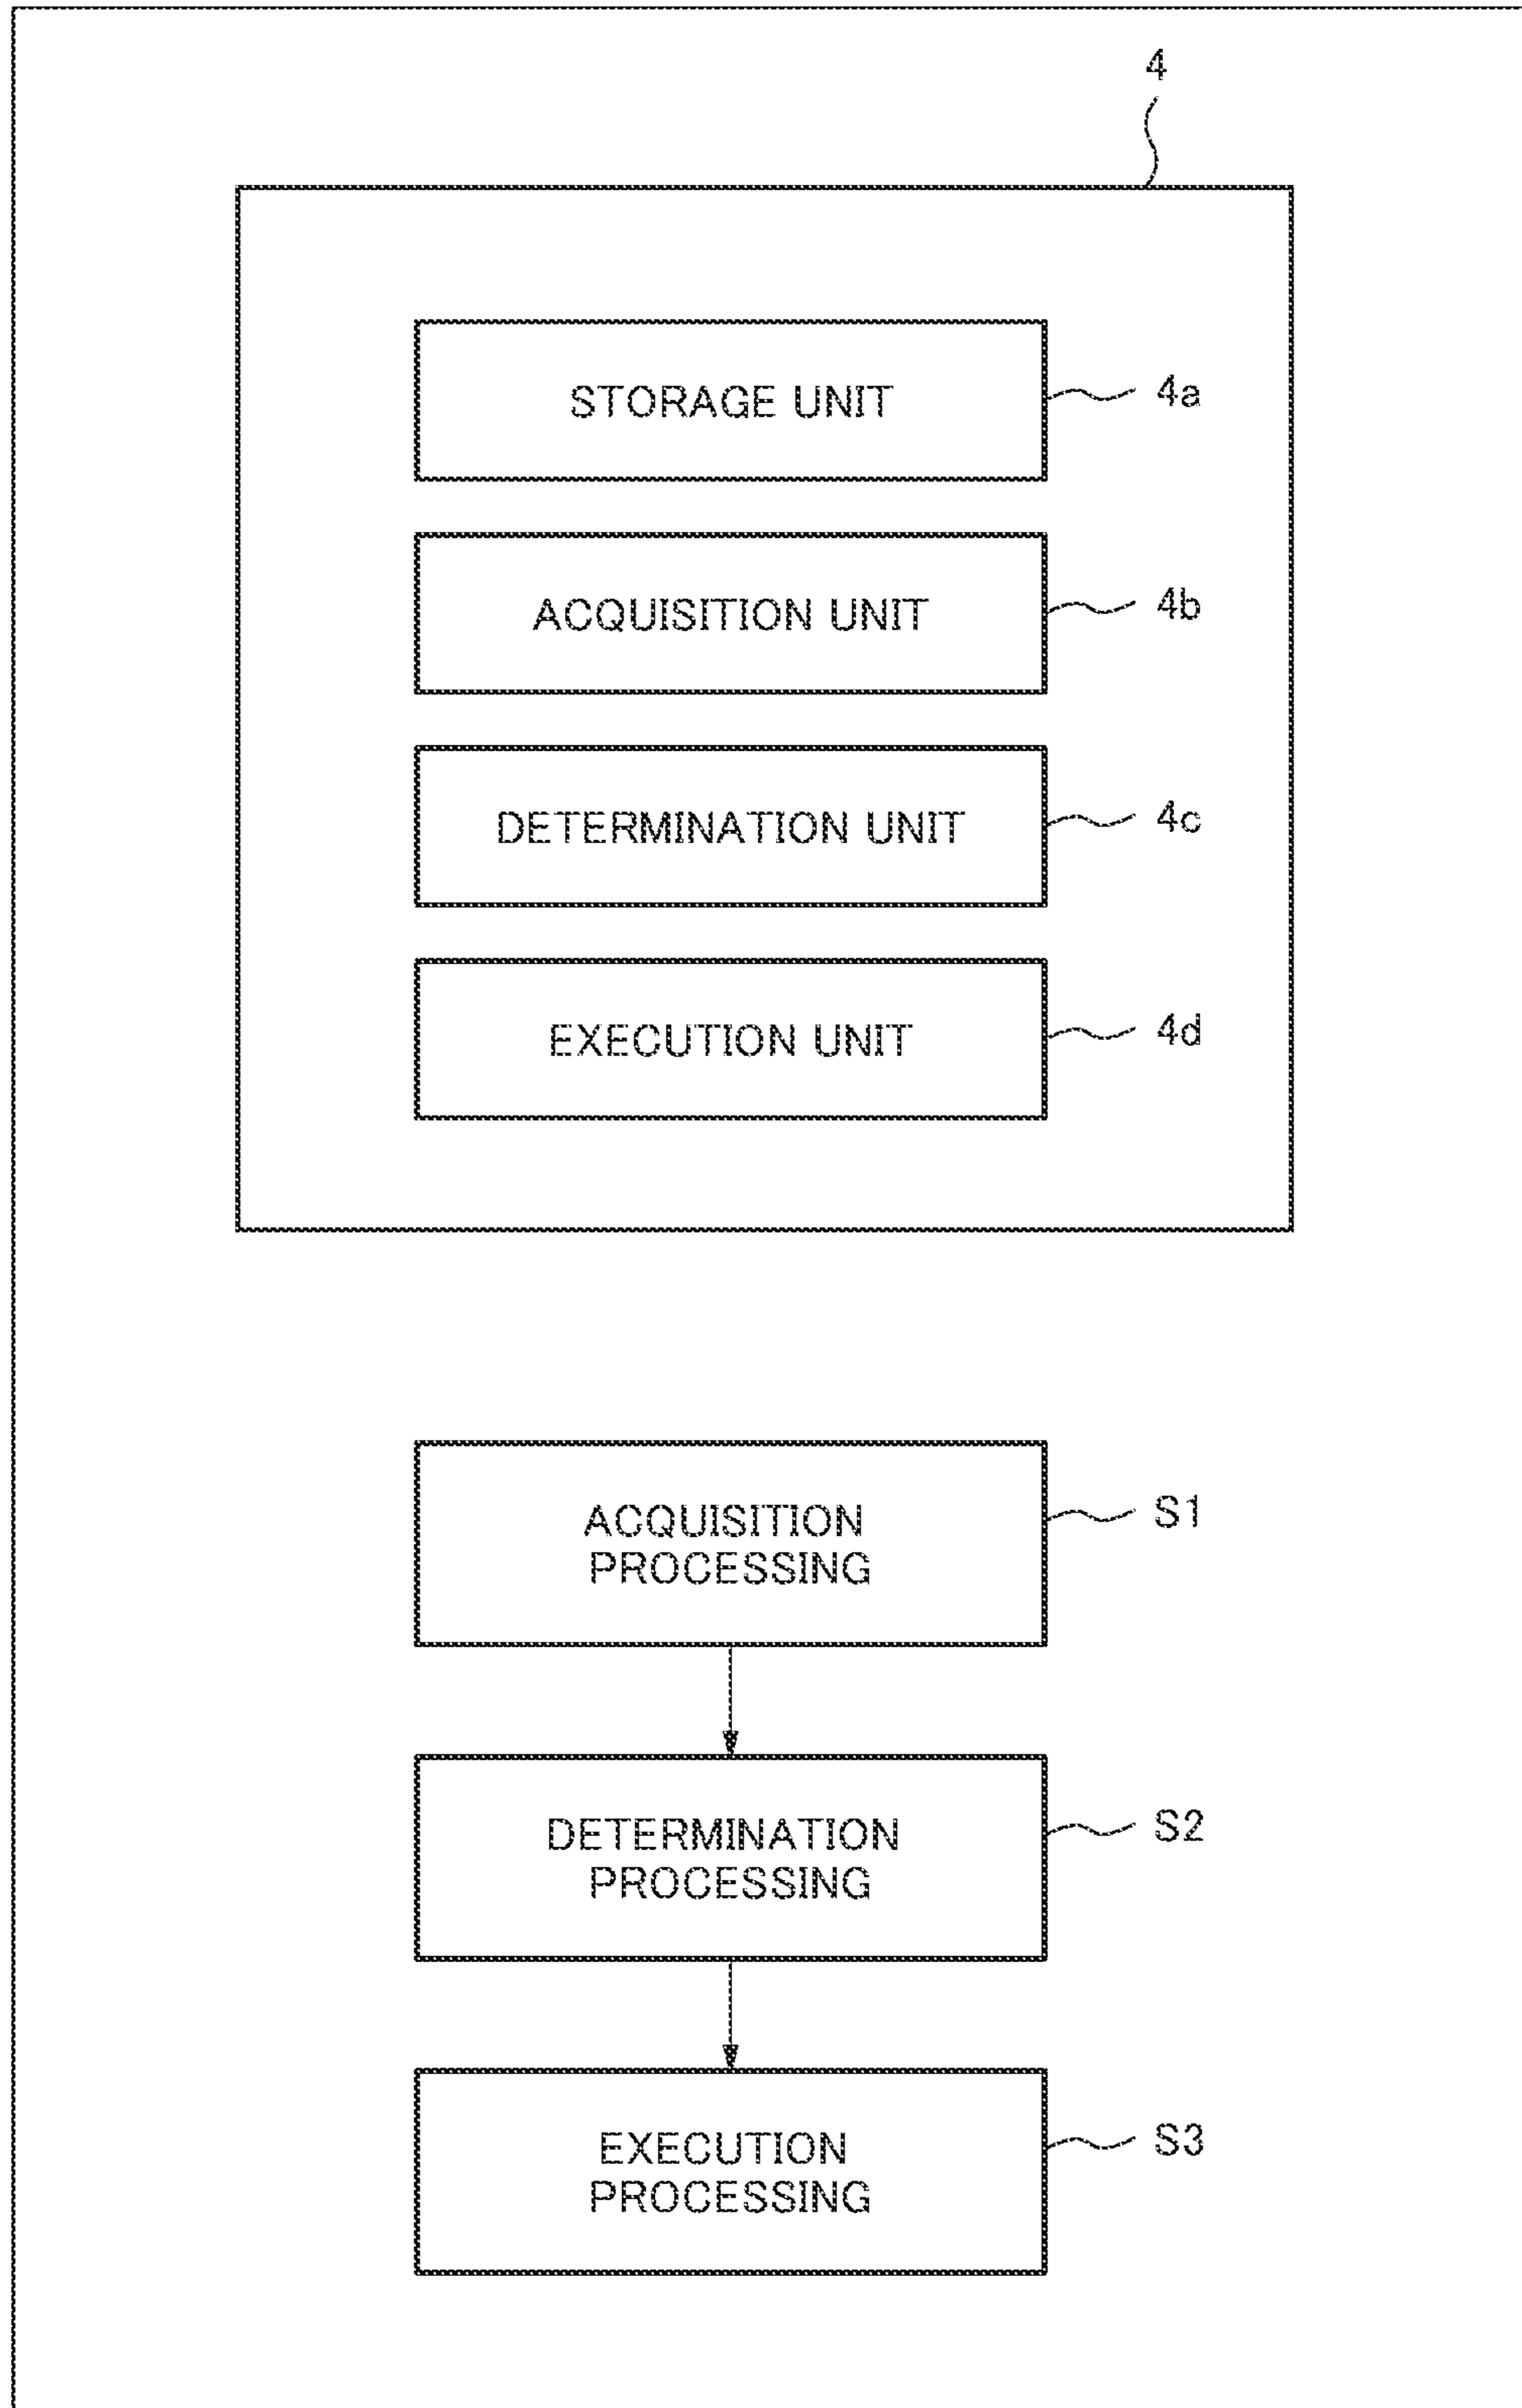 4
STORAGE UNIT 4a
ACQUISITION UNIT 4b
DETERMINATION UNIT 4c
EXECUTION UNIT 4d
ACQUISITION
PROCESSING
S1
DETERMINATION
PROCESSING
S2
EXECUTION
PROCESSING
S3